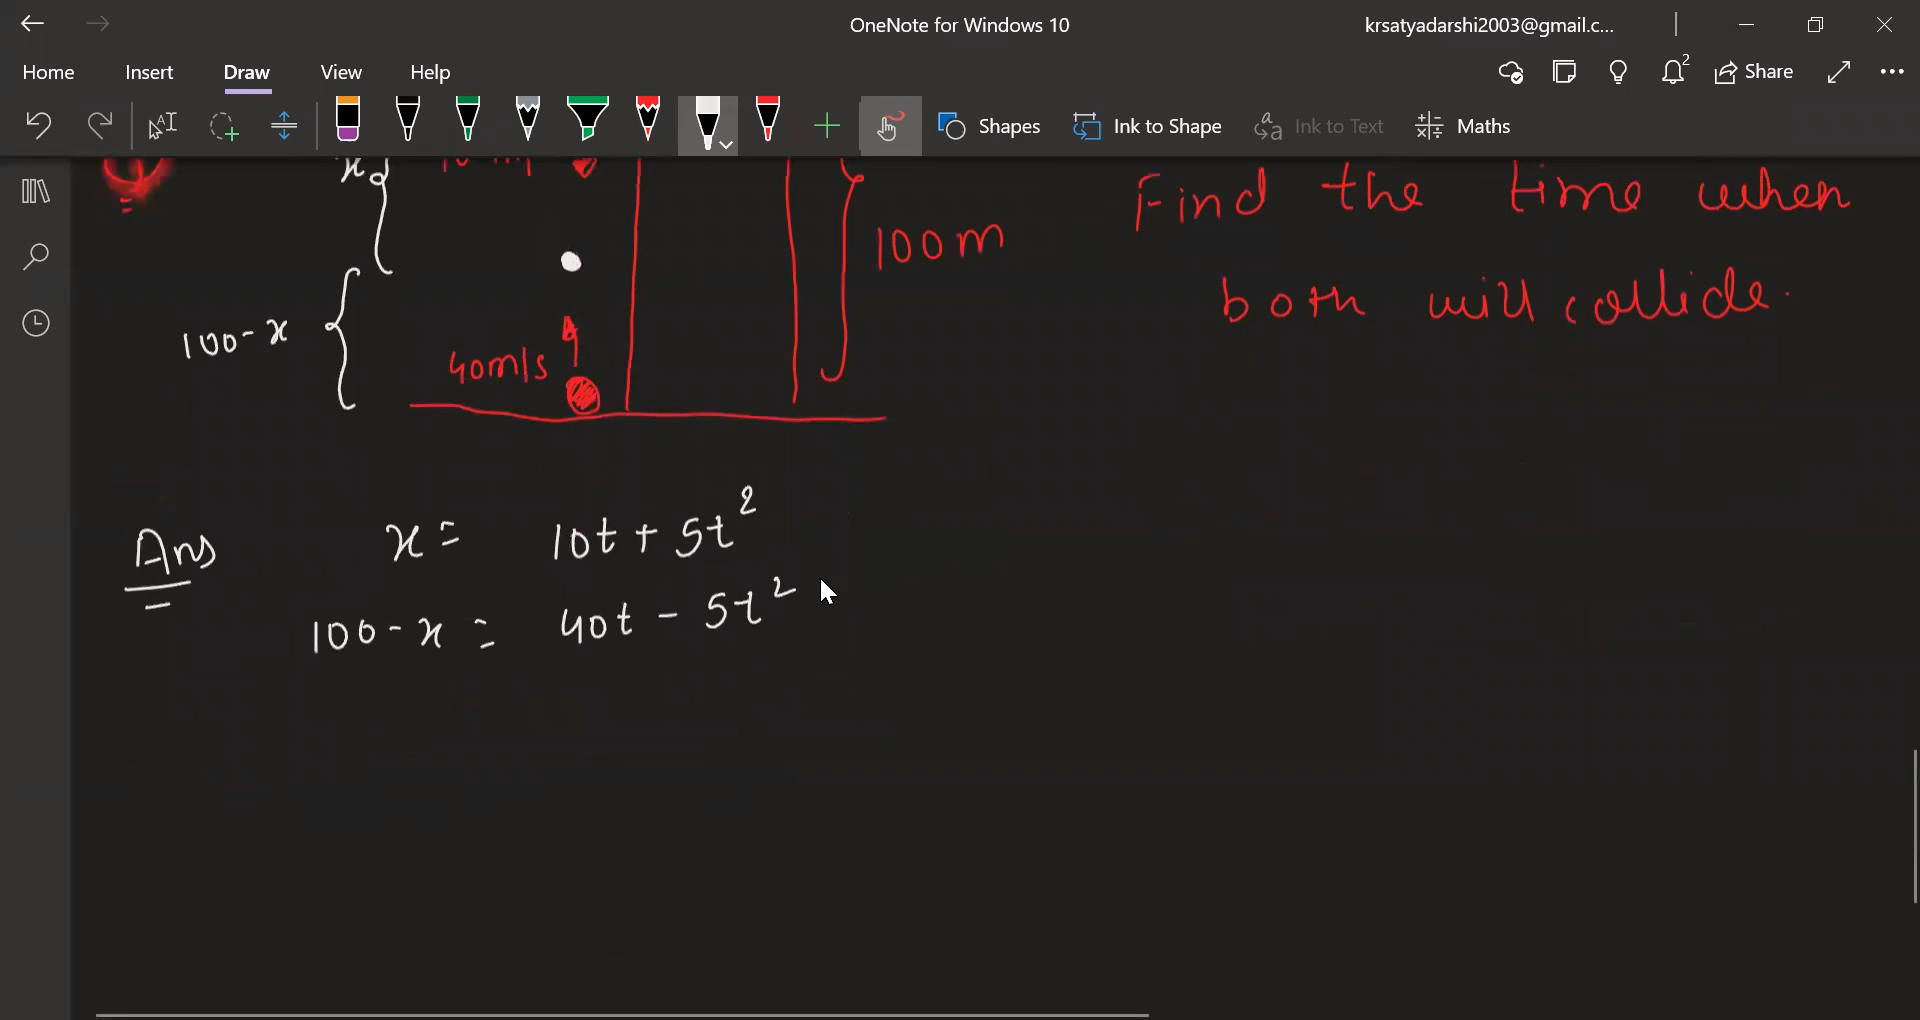 OneNote for Windows 10
krsatyadarshi2003@gmail.c...
Home Insert Draw View Help
2
Share
Shapes
Ink to Shape
Ink to Text
Maths
x
Find the time when
100m
both will collide.
100-x
40m/s
Ans
x = 10t + 5t²
100-x = 40t - 5t²